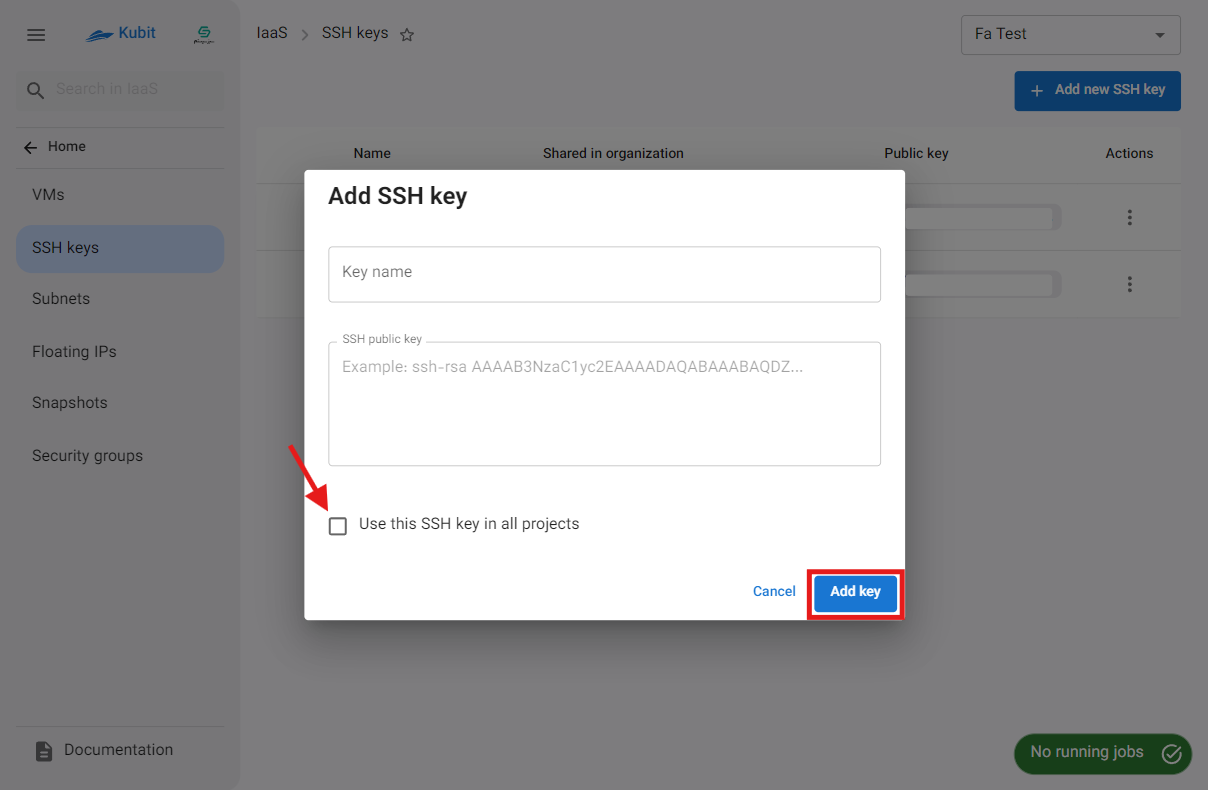 Kubit
IaaS
SSH keys
Fa Test
Search in IaaS
Add new SSH key
Home
Name
Shared in organization
Public key
Actions
VMs
SSH keys
Subnets
Floating IPs
Snapshots
Security groups
Add SSH key
Key name
SSH public key
Example: ssh-rsa AAAAB3NzaC1yc2EAAAADAQABAAABAQDZ...
Use this SSH key in all projects
Cancel
Add key
Documentation
No running jobs